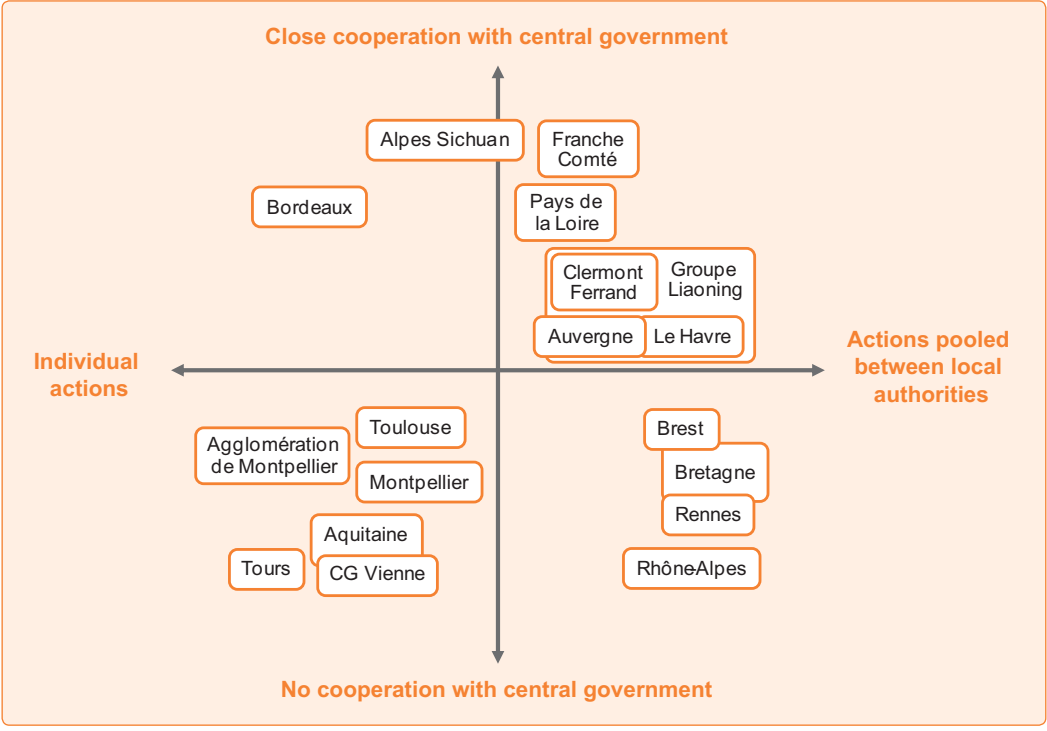 Close cooperation with central government
Alpes Sichuan
Franche
Comté
Bordeaux
Pays de
la Loire
Clermont
Ferrand
Groupe
Liaoning
Auvergne
Le Havre
Individual
actions
Actions pooled
between local
authorities
Toulouse
Brest
Agglomération
de Montpellier
Bretagne
Montpellier
Rennes
Aquitaine
Tours
CG Vienne
Rhône-Alpes
No cooperation with central government